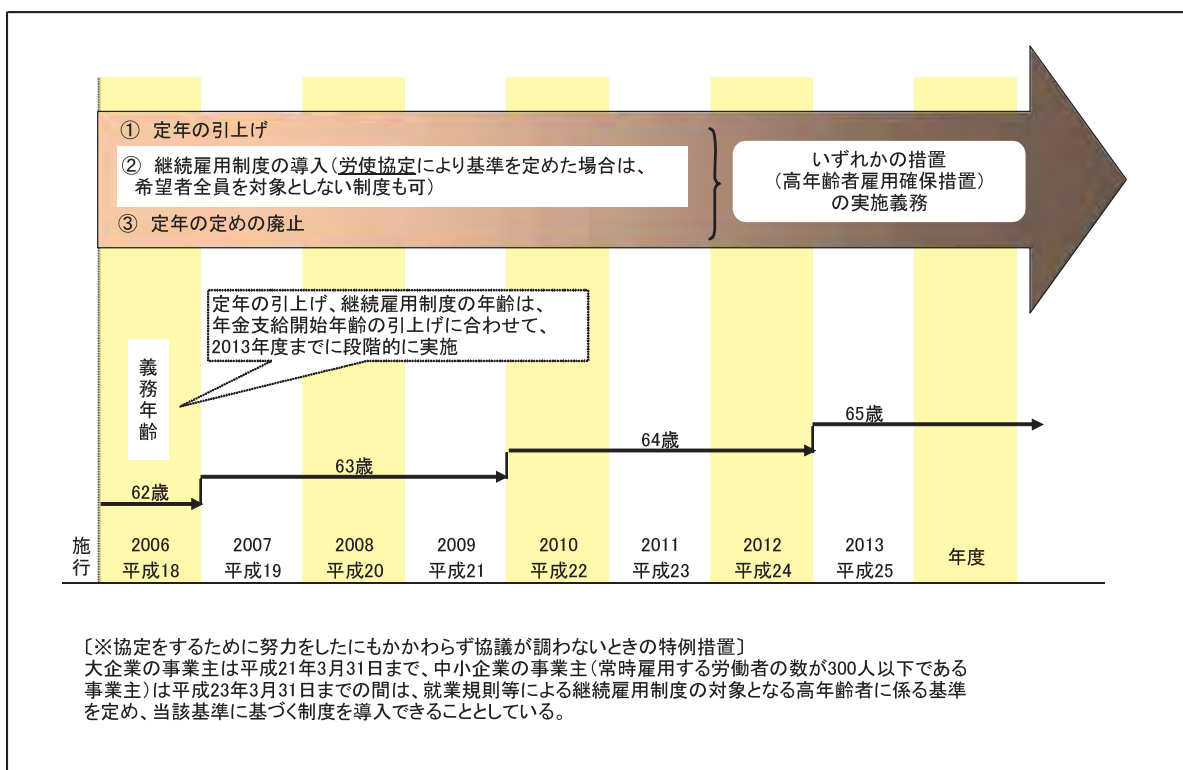 ① 定年の引上げ
② 継続雇用制度の導入(労使協定により基準を定めた場合は、
希望者全員を対象としない制度も可)
③ 定年の定めの廃止
いずれかの措置
(高年齢者雇用確保措置)
の実施義務
定年の引上げ、継続雇用制度の年齢は、
年金支給開始年齢の引上げに合わせて、
2013年度までに段階的に実施
義務年齢
62歳
63歳
64歳
65歳
施行
2006 2007 2008 2009 2010 2011 2012 2013
平成18 平成19 平成20 平成21 平成22 平成23 平成24 平成25
年度
〔※協定をするために努力をしたにもかかわらず協議が調わないときの特例措置〕
大企業の事業主は平成21年3月31日まで、中小企業の事業主(常時雇用する労働者の数が300人以下である
事業主)は平成23年3月31日までの間は、就業規則等による継続雇用制度の対象となる高年齢者に係る基準
を定め、当該基準に基づく制度を導入できることとしている。